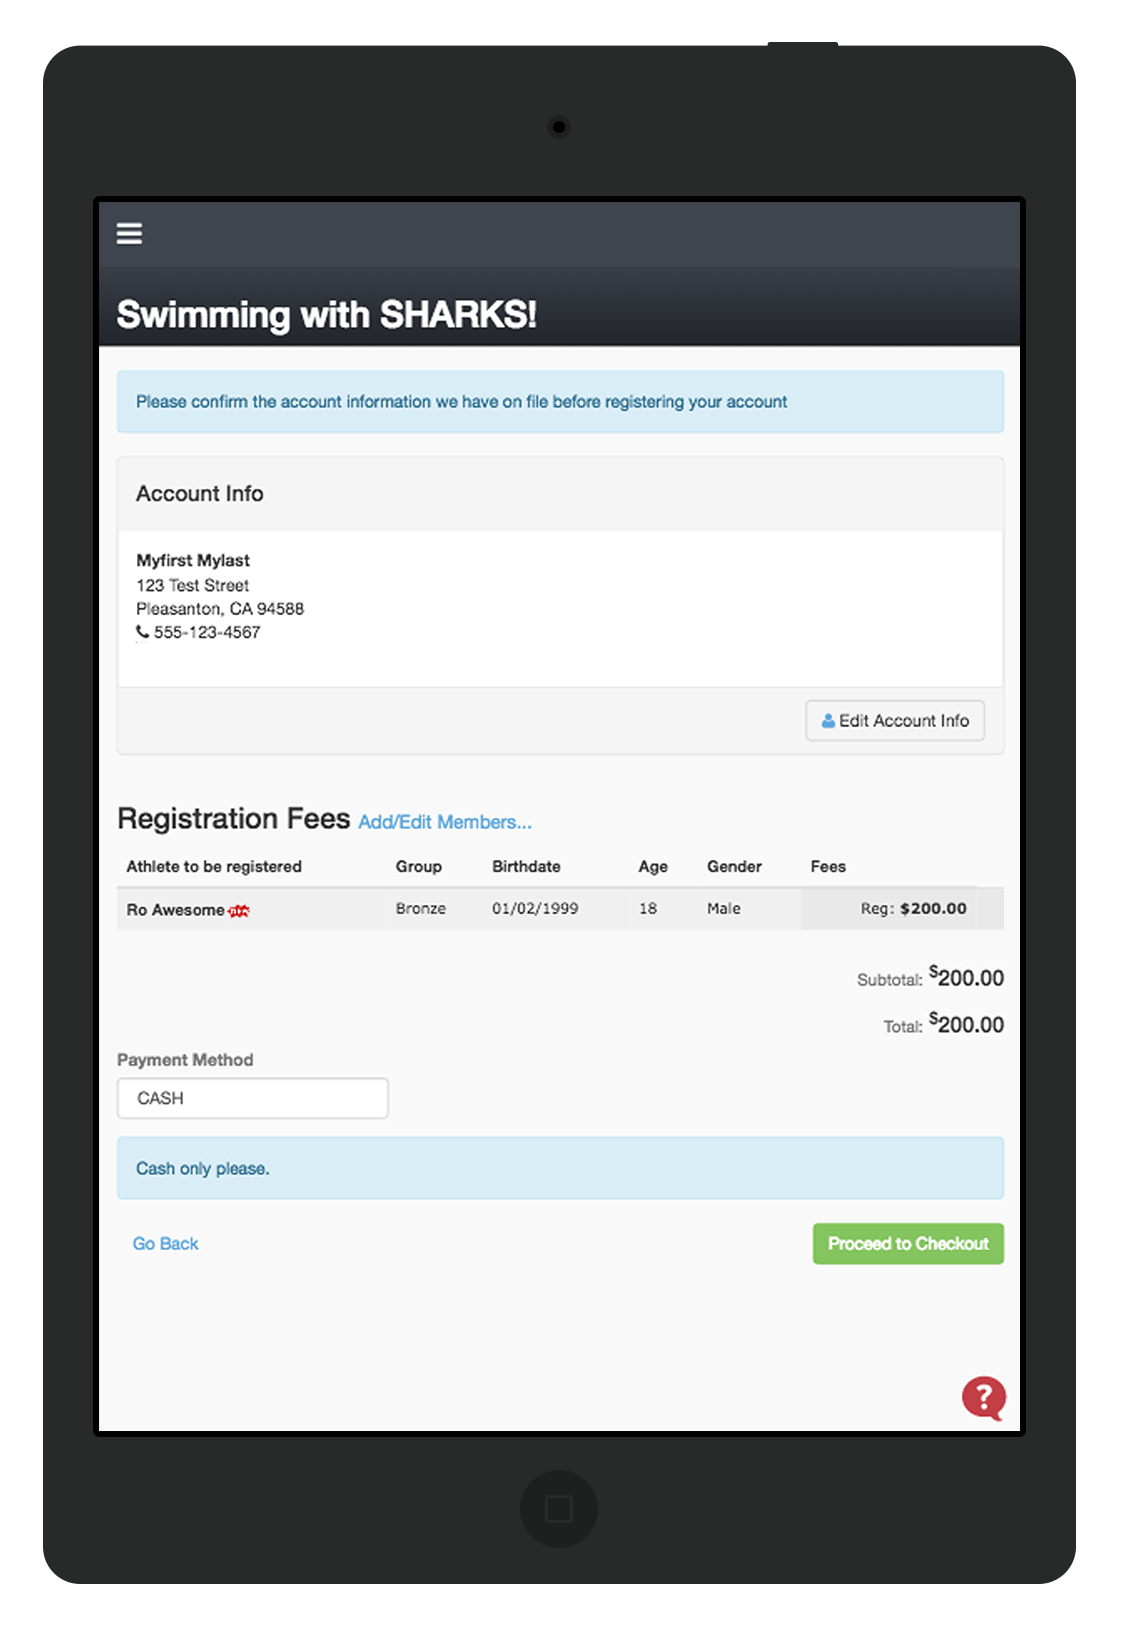 Swimming with SHARKS!
Please confirm the account information we have on file before registering your account
Account Info
Myfirst Mylast
123 Test Street
Pleasanton, CA 94588
555-123-4567
Edit Account Info
Registration Fees Add/Edit Members...
Athlete to be registered Group Birthdate Age Gender Fees
Ro Awesome Bronze 01/02/1999 18 Male Reg: $200.00
Subtotal: $200.00
Total: $200.00
Payment Method
CASH
Cash only please.
Go Back Proceed to Checkout
?